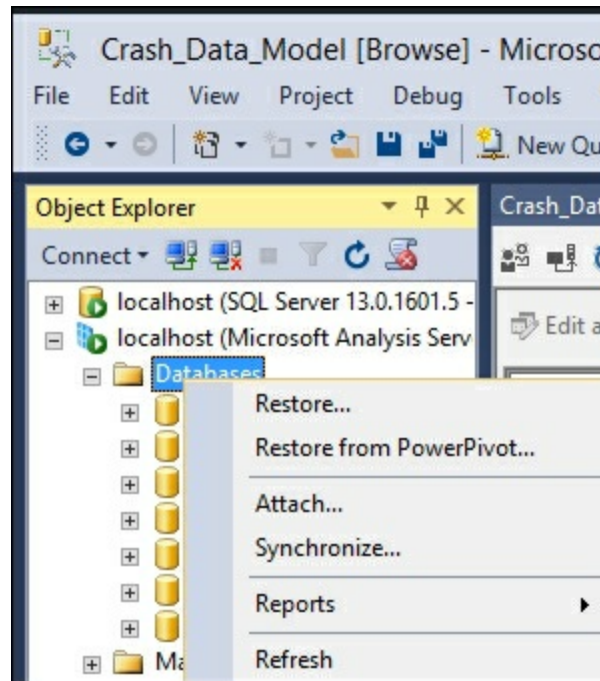 Crash_Data_Model [Browse] - Microso
File Edit View Project Debug Tools
New Qu
Object Explorer
Crash_Dat
Connect
localhost (SQL Server 13.0.1601.5 -
localhost (Microsoft Analysis Serv
Edit a
Databases
Restore...
Restore from PowerPivot...
Attach...
Synchronize...
Reports
Ma
Refresh